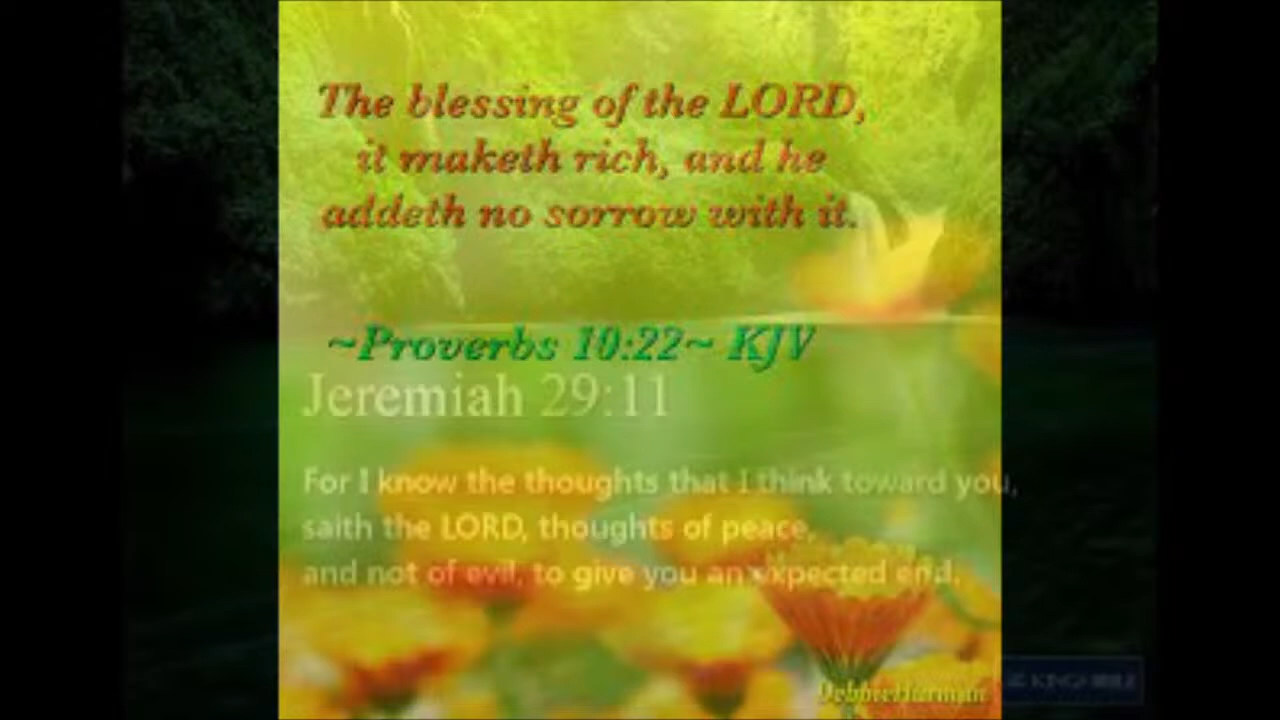 The blessing of the LORD,
it maketh rich, and he
addeth no sorrow with it.
~Proverbs 10:22~ KJV
Jeremiah 29:11
For I know the thoughts that I think toward you,
saith the LORD, thoughts of peace,
and not of evil, to give you an expected end.
DebbieHarman